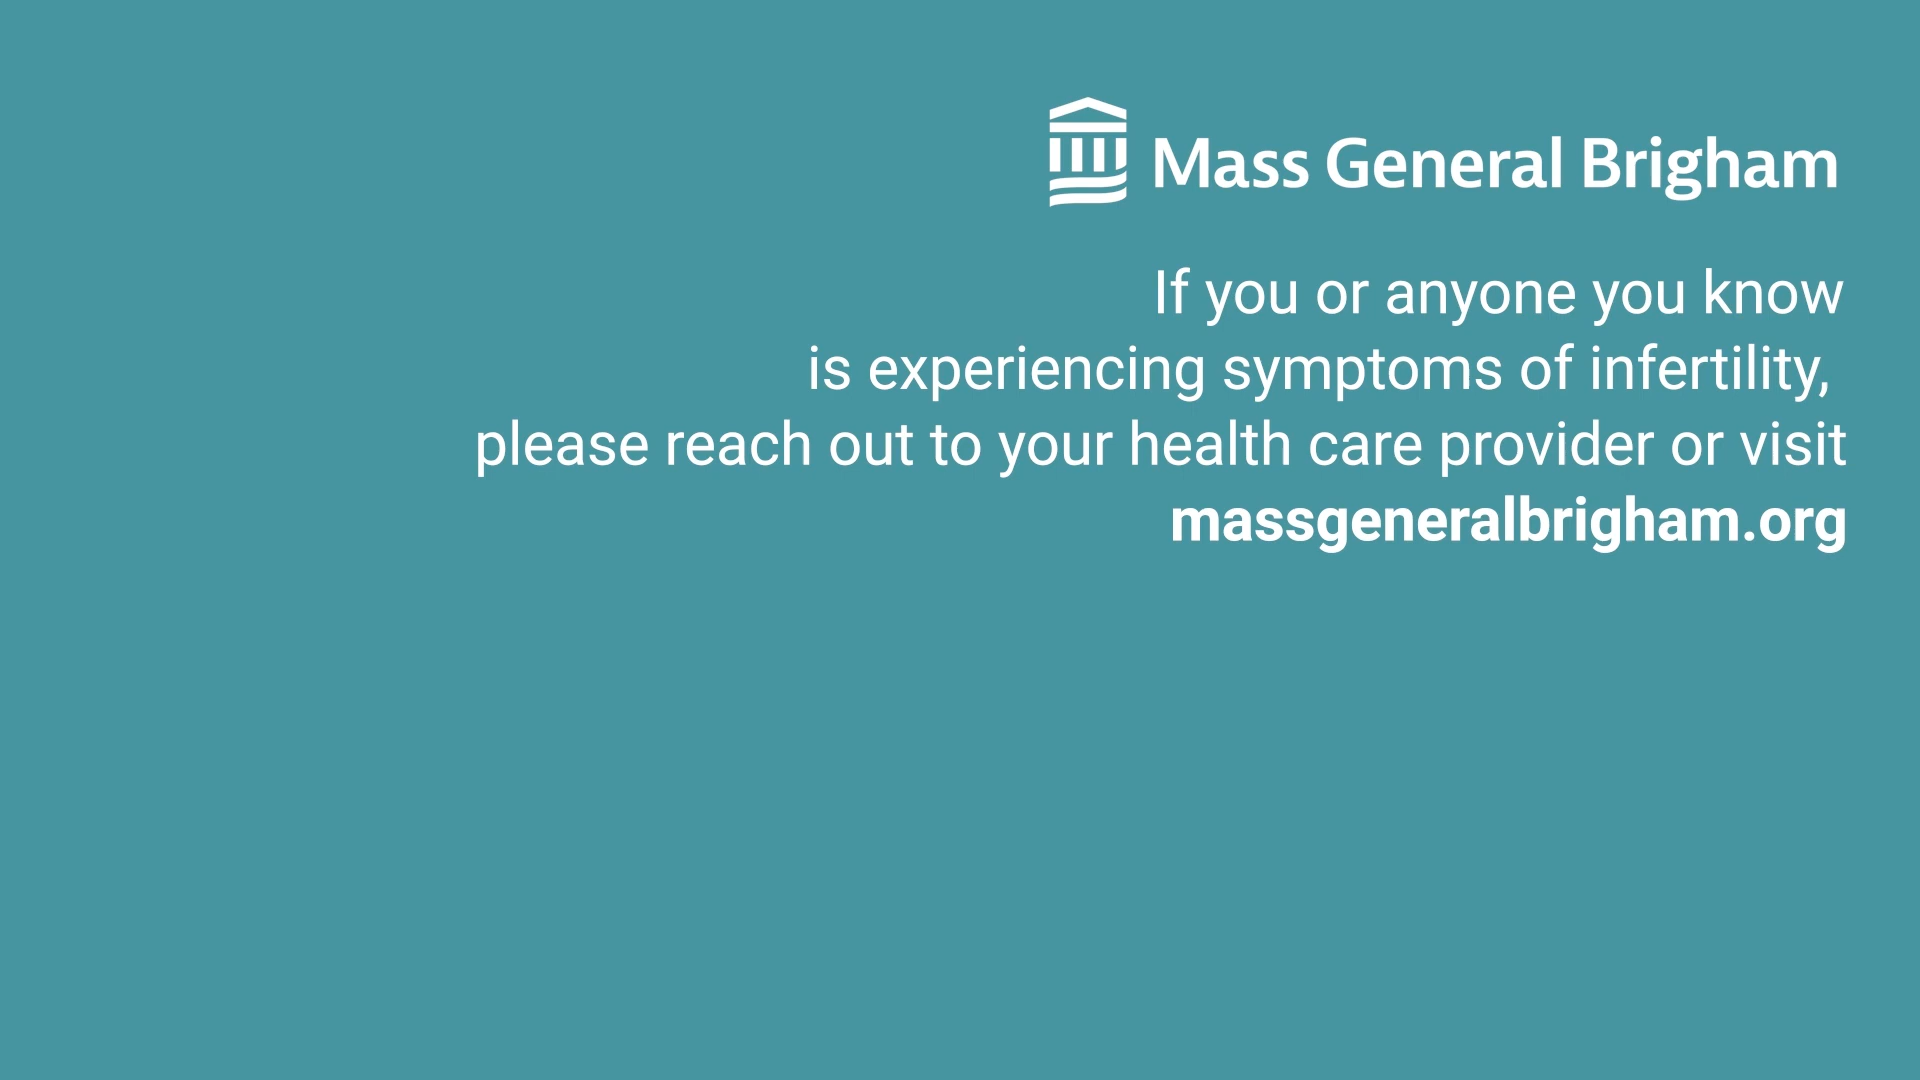 Mass General Brigham
If you or anyone you know
is experiencing symptoms of infertility,
please reach out to your health care provider or visit
massgeneralbrigham.org